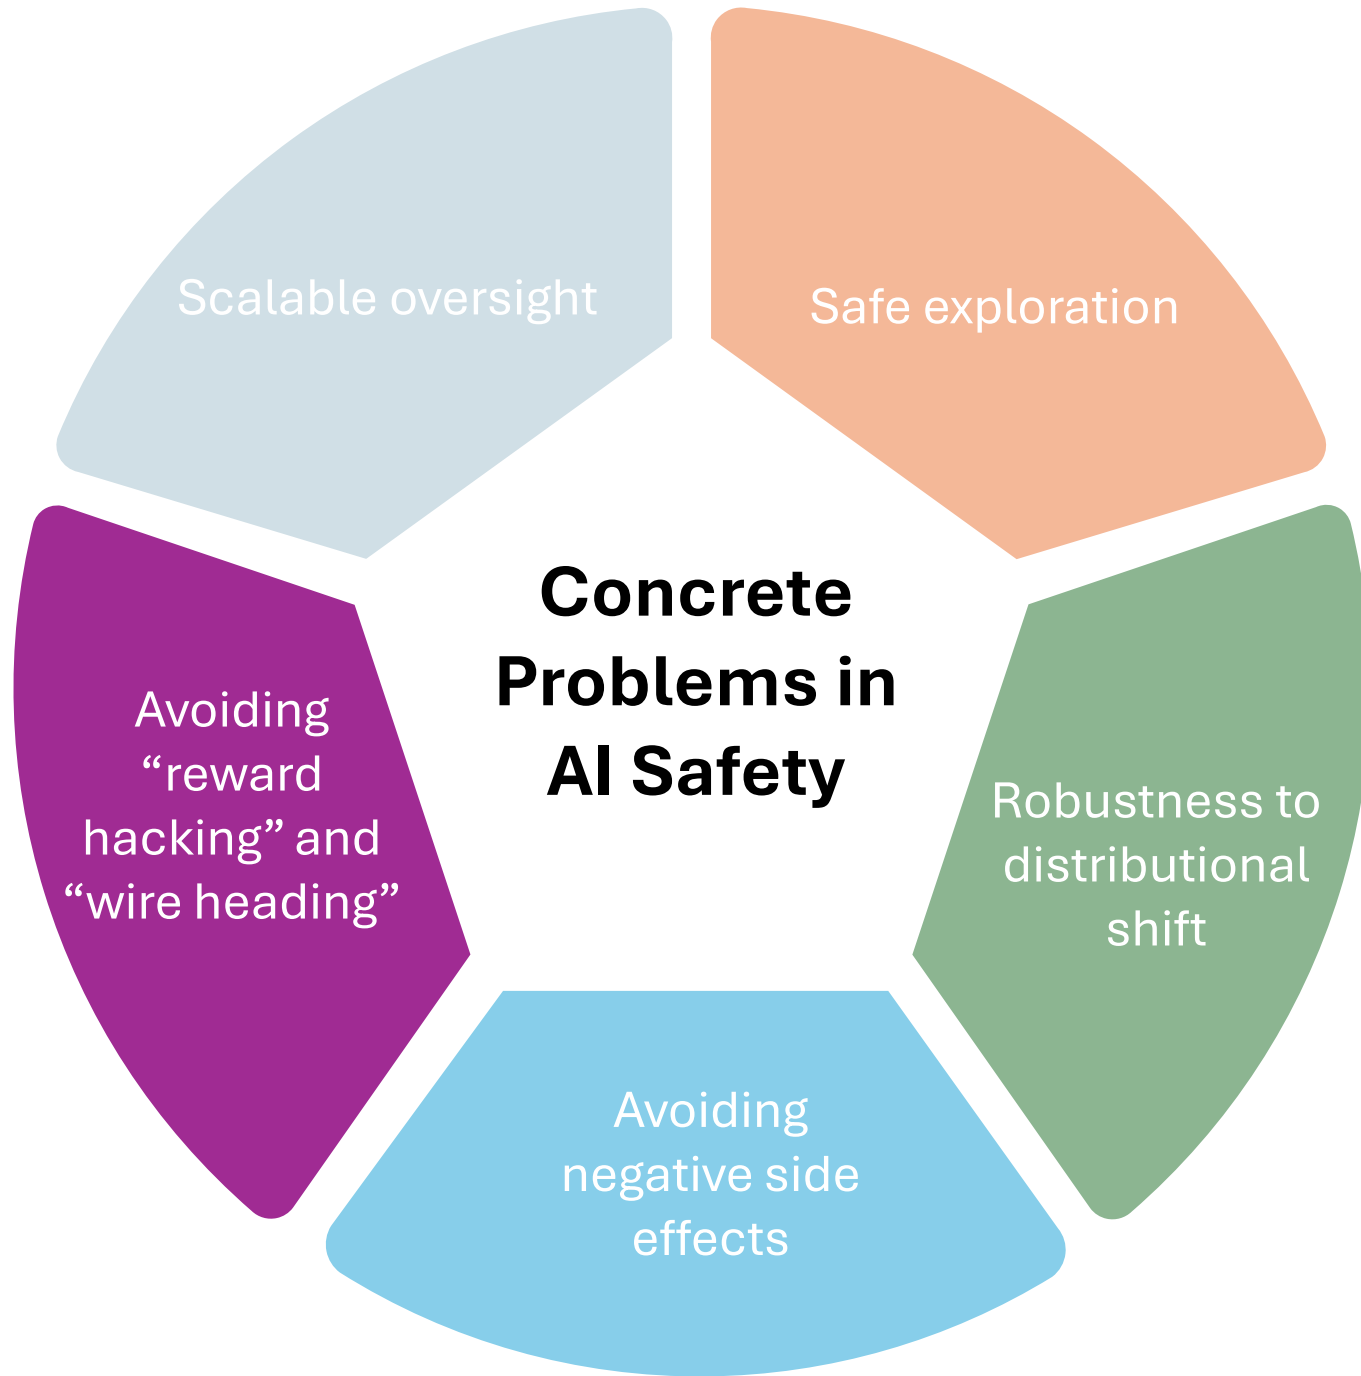 Scalable oversight
Safe exploration
Concrete
Problems in
AI Safety
Avoiding
“reward
hacking” and
“wire heading”
Robustness to
distributional
shift
Avoiding
negative side
effects